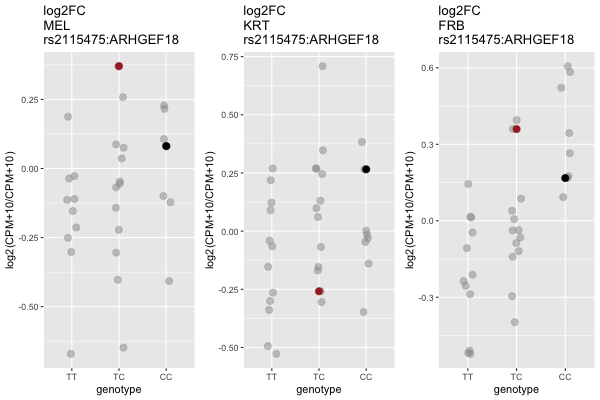 log2FC
MEL
rs2115475:ARHGEF18
log2(CPM+10/CPM+10)
0.25
0.00
-0.25
-0.50
TT
TC
CC
genotype
log2FC
KRT
rs2115475:ARHGEF18
log2(CPM+10/CPM+10)
0.75
0.50
0.25
0.00
-0.25
-0.50
TT
TC
CC
genotype
log2FC
FRB
rs2115475:ARHGEF18
log2(CPM+10/CPM+10)
0.6
0.3
0.0
-0.3
TT
TC
CC
genotype